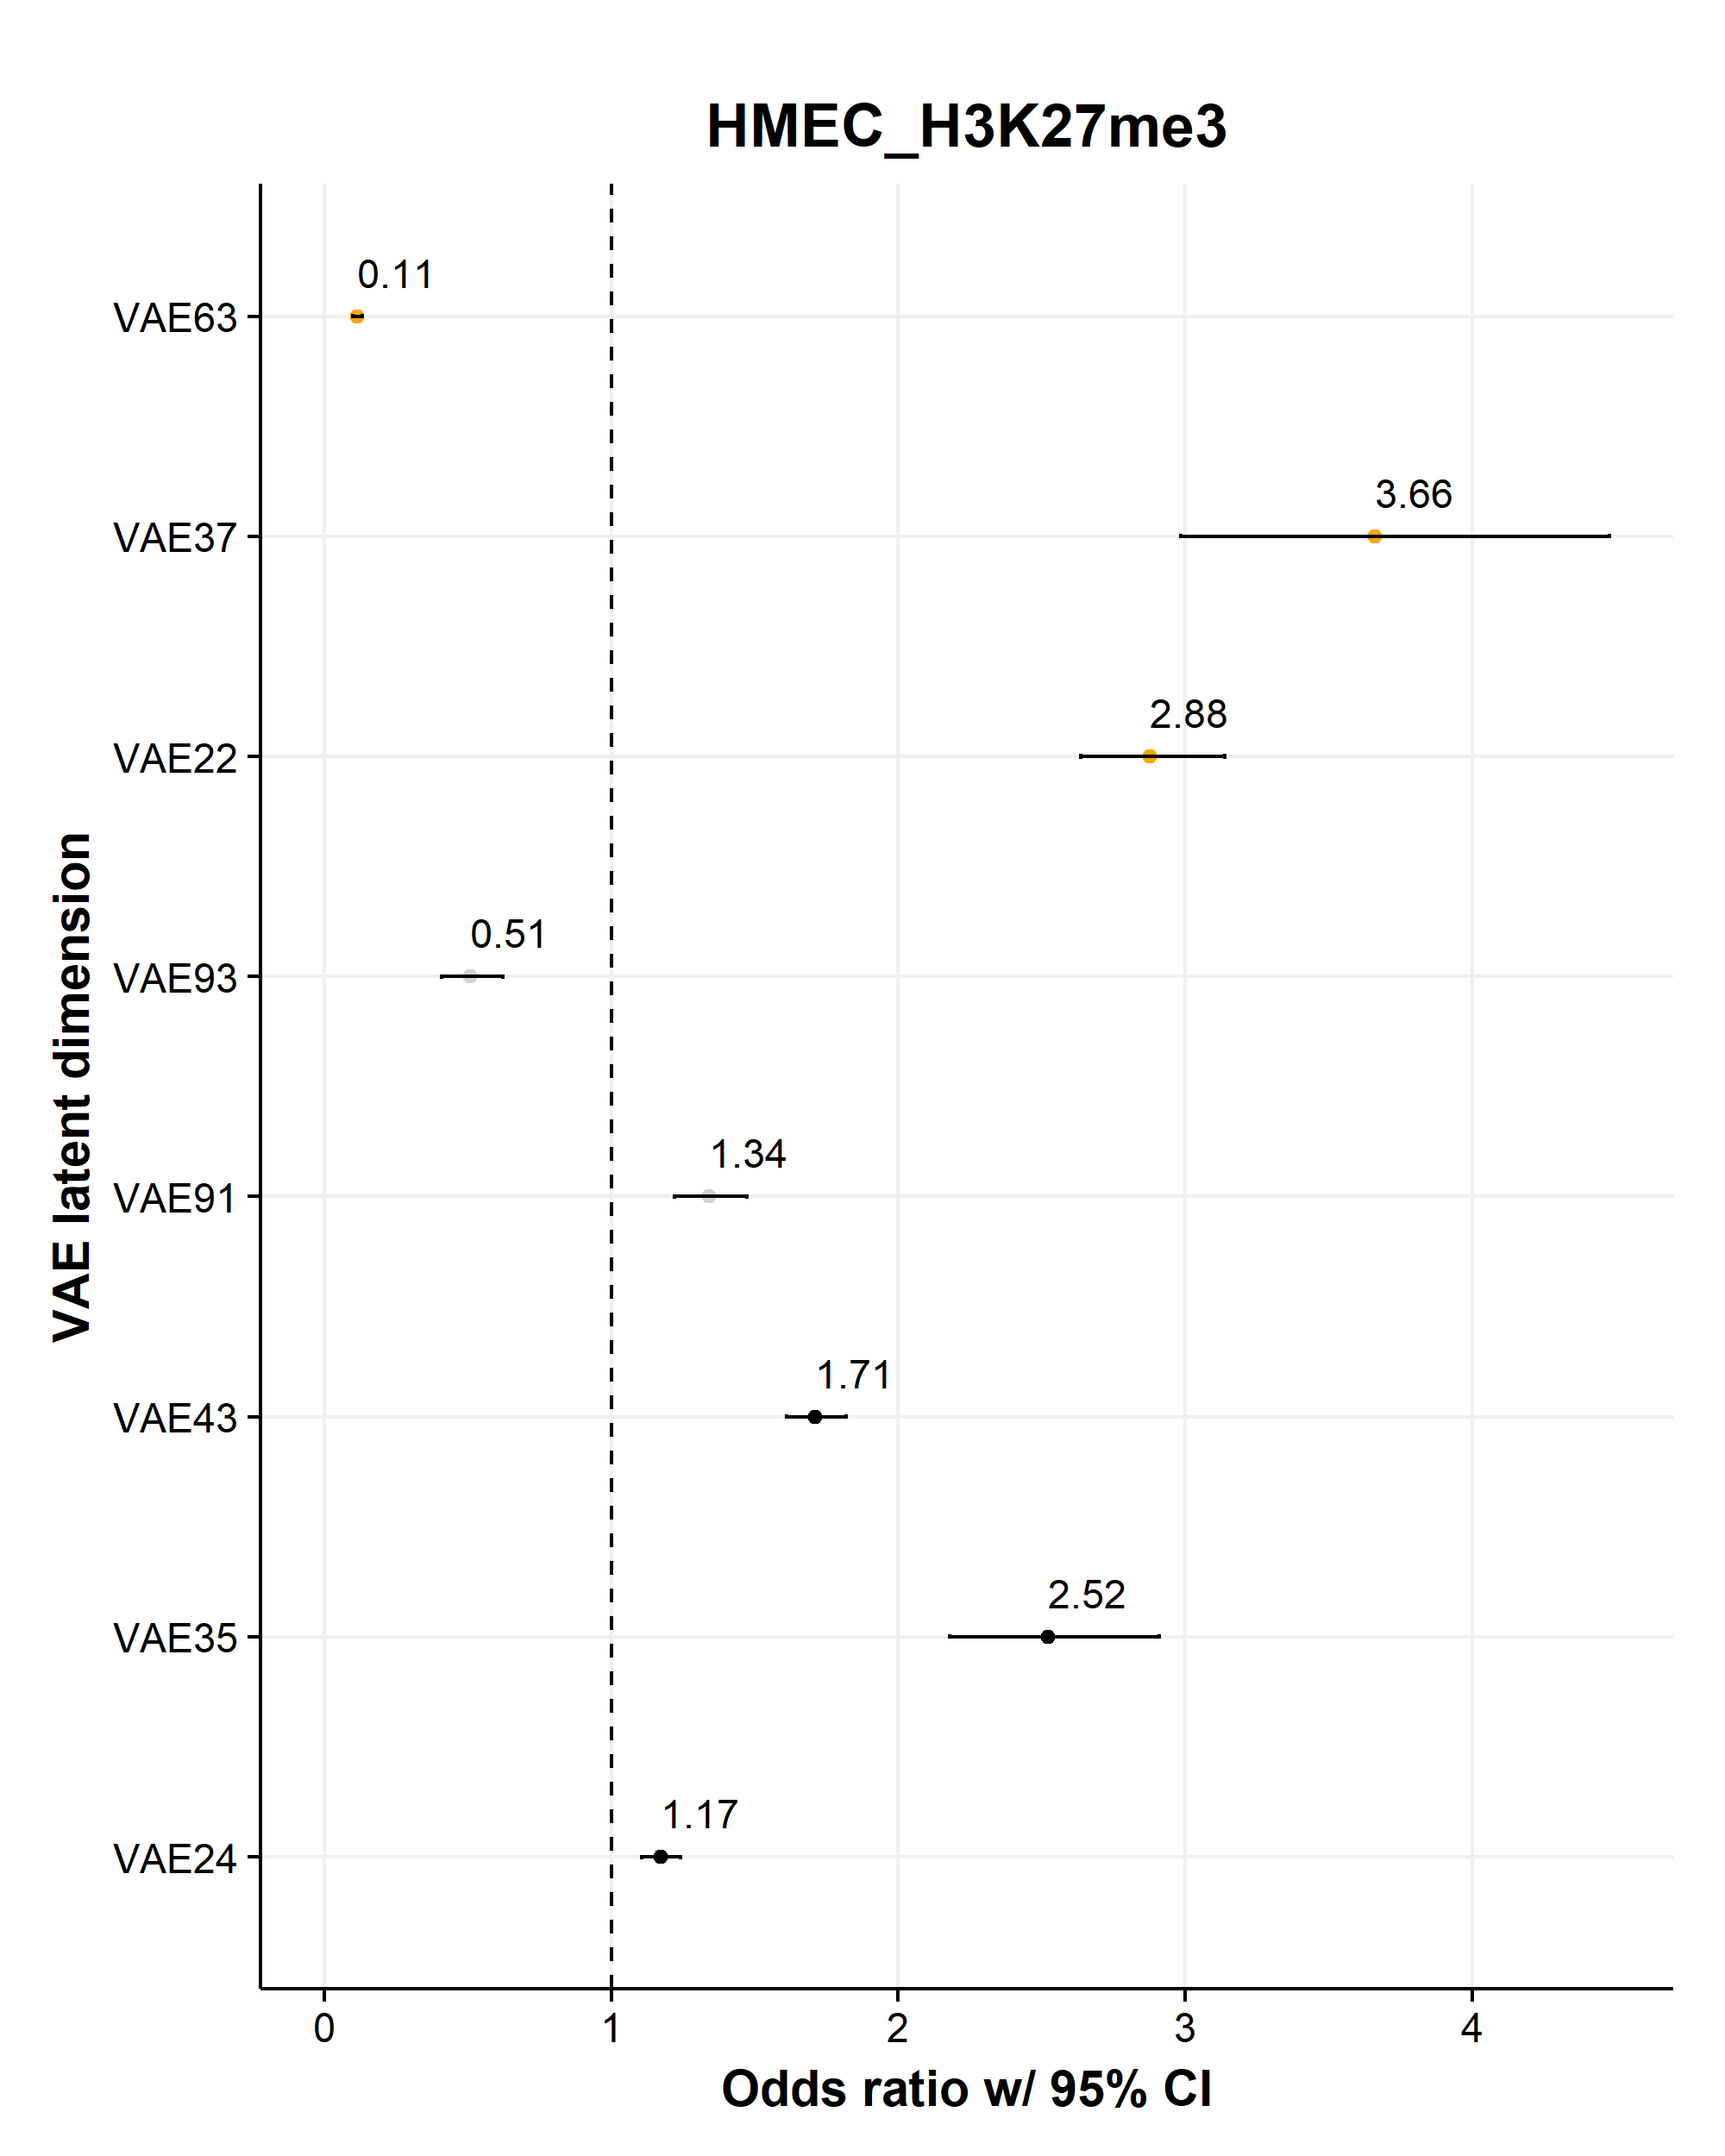 HMEC_H3K27me3
0.11
VAE63
3.66
VAE37
2.88
VAE22
0.51
VAE93
1.34
VAE91
1.71
VAE43
2.52
VAE35
1.17
VAE24
VAE latent dimension
0 1 2 3 4
Odds ratio w/ 95% CI